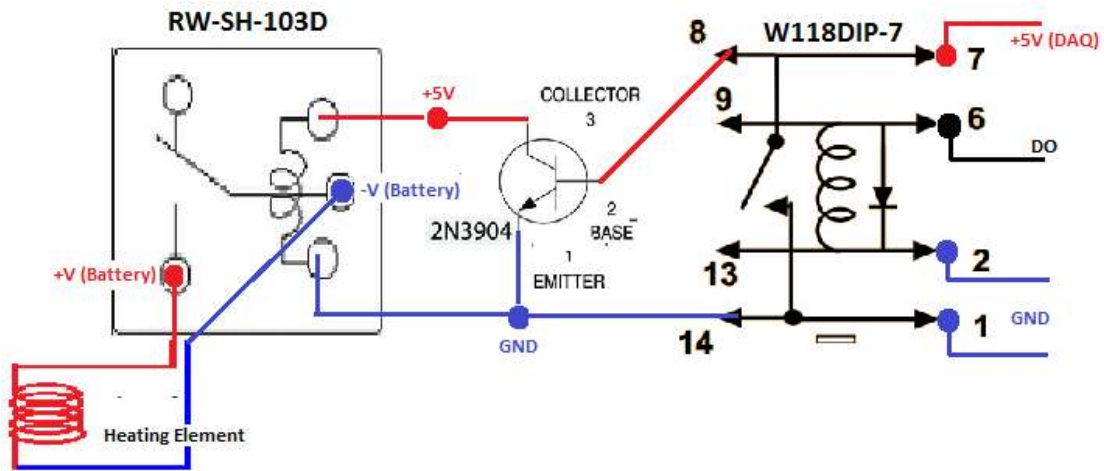 RW-SH-103D
W118DIP-7
8
+5V (DAQ)
7
+5V
COLLECTOR
3
9
6
DO
-V (Battery)
2N3904
2
BASE
1
EMITTER
+V (Battery)
13
2
GND
14
1
GND
Heating Element